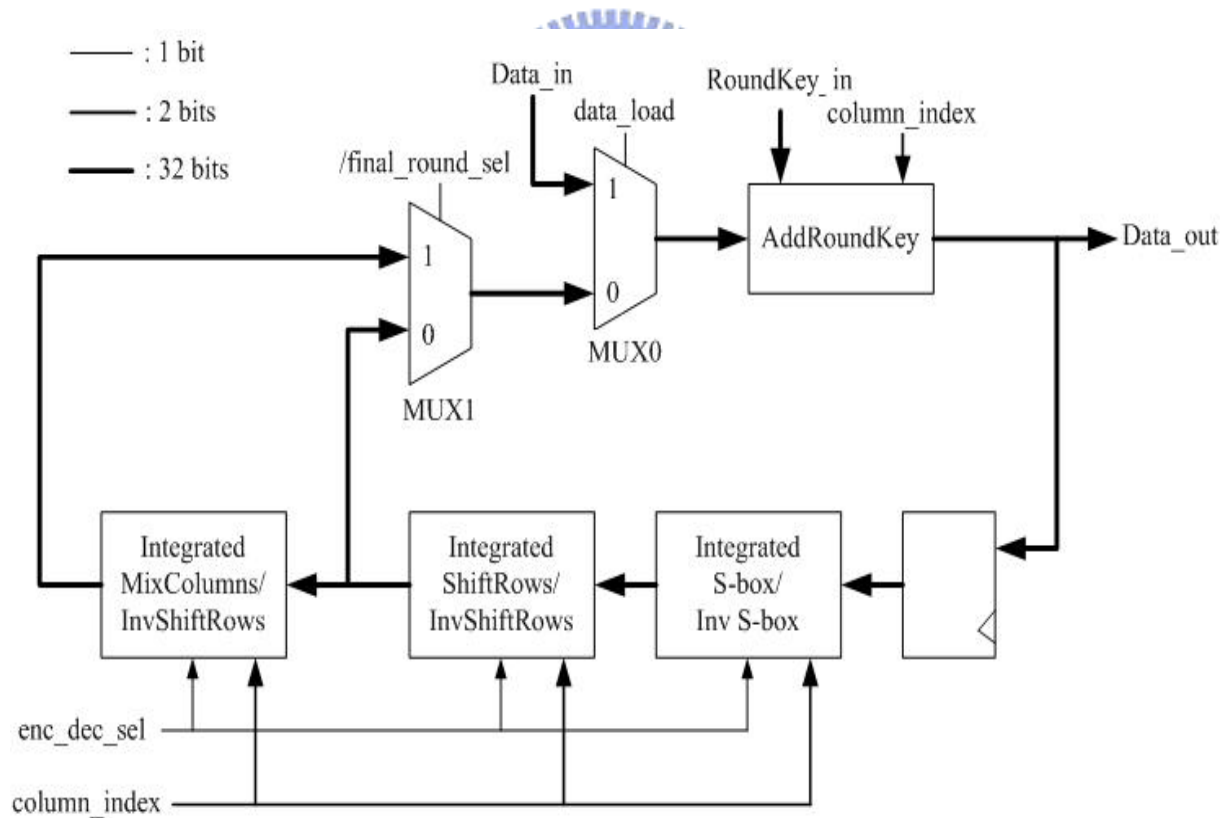 : 1 bit
: 2 bits
: 32 bits
Data_in
data_load
RoundKey_in
column_index
/final_round_sel
1
0
MUX1
1
0
MUX0
AddRoundKey
Data_out
Integrated
MixColumns/
InvShiftRows
Integrated
ShiftRows/
InvShiftRows
Integrated
S-box/
Inv S-box
enc_dec_sel
column_index